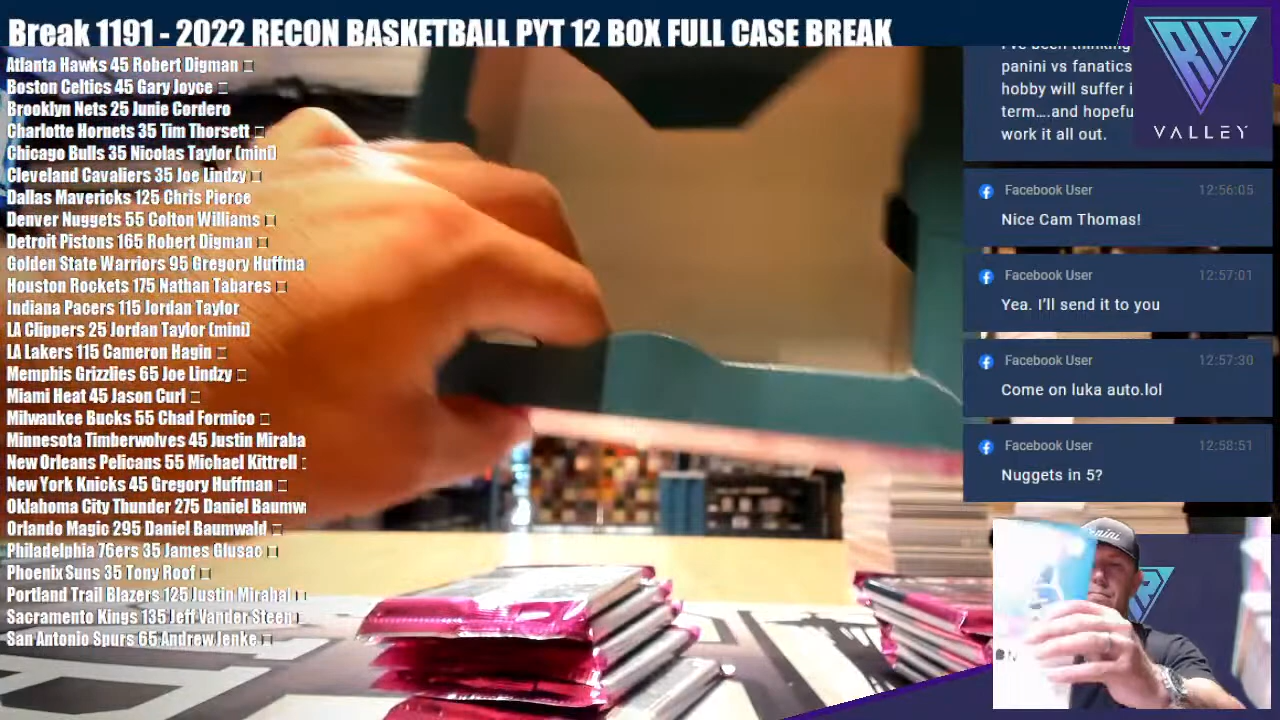 Break 1191 - 2022 RECON BASKETBALL PYT 12 BOX FULL CASE BREAK
Atlanta Hawks 45 Robert Digman
Boston Celtics 45 Gary Joyce
Brooklyn Nets 25 Junie Cordero
Charlotte Hornets 35 Tim Thorsett
Chicago Bulls 35 Nicolas Taylor (mini)
Cleveland Cavaliers 35 Joe Lindzy
Dallas Mavericks 125 Chris Pierce
Denver Nuggets 55 Colton Williams
Detroit Pistons 165 Robert Digman
Golden State Warriors 95 Gregory Huffma
Houston Rockets 175 Nathan Tabares
Indiana Pacers 115 Jordan Taylor
LA Clippers 25 Jordan Taylor (mini)
LA Lakers 115 Cameron Hagin
Memphis Grizzlies 65 Joe Lindzy
Miami Heat 45 Jason Curl
Milwaukee Bucks 55 Chad Formico
Minnesota Timberwolves 45 Justin Miraba
New Orleans Pelicans 55 Michael Kittrell
New York Knicks 45 Gregory Huffman
Oklahoma City Thunder 275 Daniel Baumw
Orlando Magic 295 Daniel Baumwald
Philadelphia 76ers 35 James Glusac
Phoenix Suns 35 Tony Roof
Portland Trail Blazers 125 Justin Mirabal
Sacramento Kings 135 Jeff Vander Steen
San Antonio Spurs 65 Andrew Jenke
I've been thinking
panini vs fanatics
hobby will suffer i
term....and hopefu
work it all out.
RIP
VALLEY
Facebook User 12:56:05
Nice Cam Thomas!
Facebook User 12:57:01
Yea. I'll send it to you
Facebook User 12:57:30
Come on luka auto.lol
Facebook User 12:58:51
Nuggets in 5?